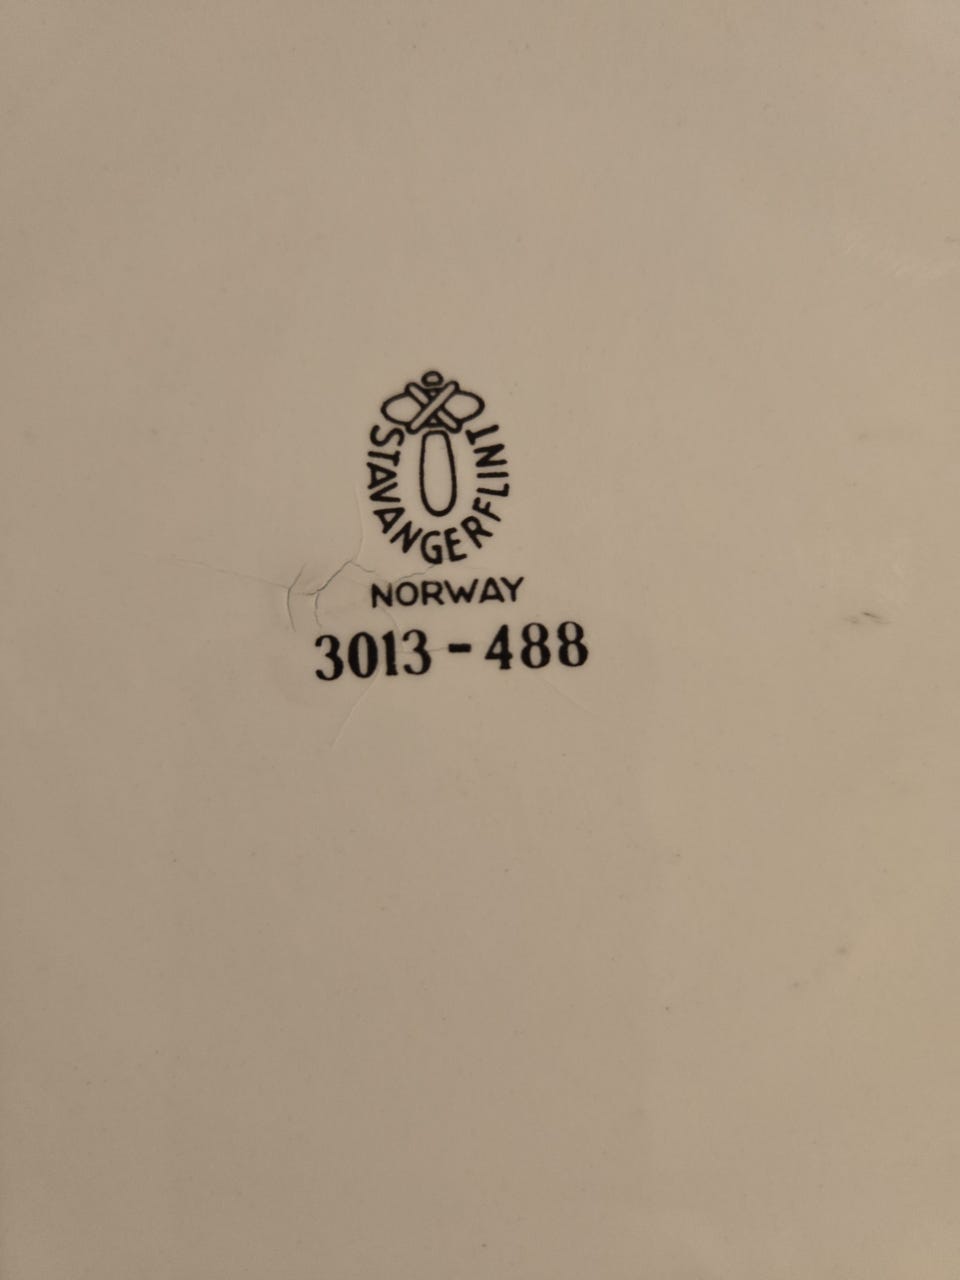 STAVANGERFLINT
NORWAY
3013-488